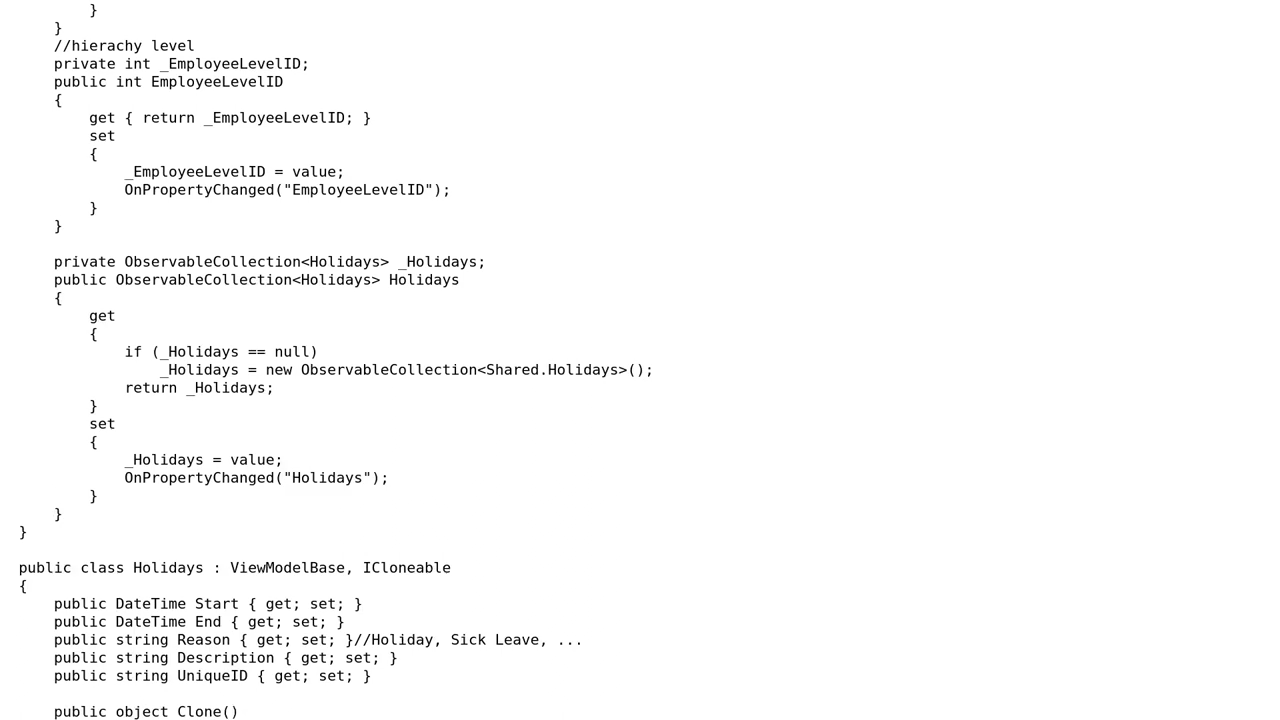 }
    }
    //hierachy level
    private int _EmployeeLevelID;
    public int EmployeeLevelID
    {
        get { return _EmployeeLevelID; }
        set
        {
            _EmployeeLevelID = value;
            OnPropertyChanged("EmployeeLevelID");
        }
    }

    private ObservableCollection<Holidays> _Holidays;
    public ObservableCollection<Holidays> Holidays
    {
        get
        {
            if (_Holidays == null)
                _Holidays = new ObservableCollection<Shared.Holidays>();
            return _Holidays;
        }
        set
        {
            _Holidays = value;
            OnPropertyChanged("Holidays");
        }
    }
}

public class Holidays : ViewModelBase, ICloneable
{
    public DateTime Start { get; set; }
    public DateTime End { get; set; }
    public string Reason { get; set; }//Holiday, Sick Leave, ...
    public string Description { get; set; }
    public string UniqueID { get; set; }

    public object Clone()